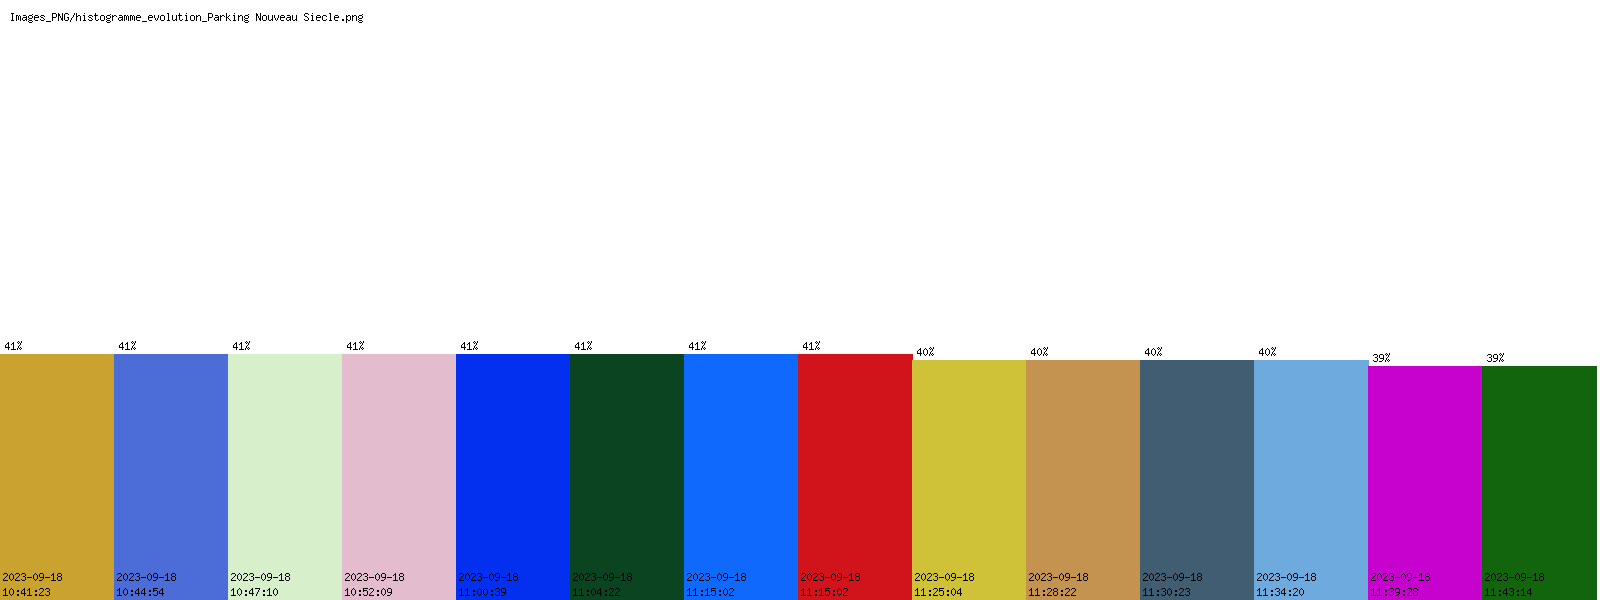 Images_PNG/histogramme_evolution_Parking Nouveau Siecle.png
41% 41% 41% 41% 41% 41% 41% 41% 40% 40% 40% 40% 39% 39%
2023-09-18 2023-09-18 2023-09-18 2023-09-18 2023-09-18 2023-09-18 2023-09-18 2023-09-18 2023-09-18 2023-09-18 2023-09-18 2023-09-18 2023-09-18 2023-09-18
10:41:23 10:44:54 10:47:10 10:52:09 11:00:39 11:04:22 11:15:02 11:15:02 11:25:04 11:28:22 11:30:23 11:34:20 11:39:28 11:43:14